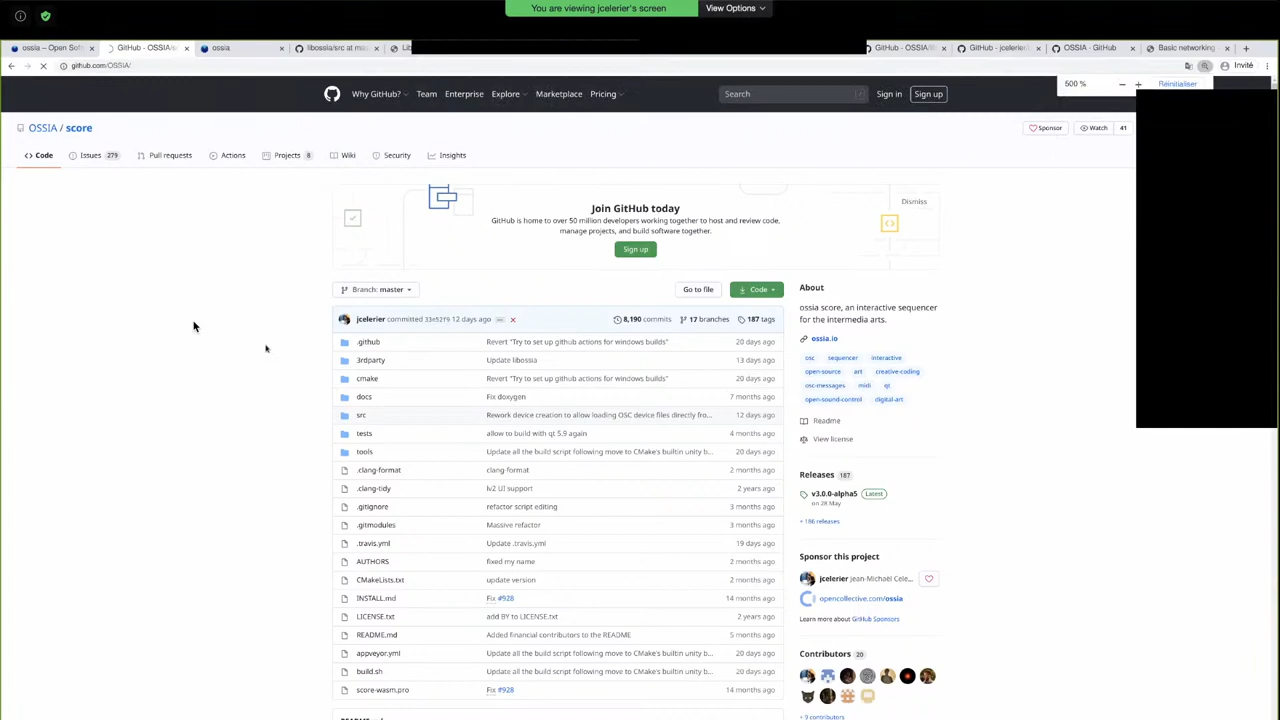 You are viewing jcelerier's screen
View Options
ossia – Open Soft
GitHub - OSSIA/sc
ossia
libossia/src at mas
Lib
GitHub - OSSIA/lib
GitHub - jcelerier/
OSSIA · GitHub
Basic networking
github.com/OSSIA/
Invité
500 %
Réinitialiser
Why GitHub?
Marketplace
Pricing
Search
/
Sign in
Sign up
OSSIA / score
Sponsor
Watch
41
Code
Issues 279
Pull requests
Actions
Projects 8
Wiki
Security
Insights
Join GitHub today
GitHub is home to over 50 million developers working together to host and review code,
manage projects, and build software together.
Sign up
Dismiss
Branch: master
Go to file
Code
jcelerier committed 33e52f9 12 days ago
8,190 commits
17 branches
187 tags
.github Revert "Try to set up github actions for windows builds" 20 days ago
3rdparty Update libossia 13 days ago
cmake Revert "Try to set up github actions for windows builds" 20 days ago
docs Fix doxygen 7 months ago
src Rework device creation to allow loading OSC device files directly fro... 12 days ago
tests allow to build with qt 5.9 again 4 months ago
tools Update all the build script following move to CMake's builtin unity b... 20 days ago
.clang-format clang-format 2 months ago
.clang-tidy lv2 UI support 2 years ago
.gitignore refactor script editing 3 months ago
.gitmodules Massive refactor 3 months ago
.travis.yml Update .travis.yml 19 days ago
AUTHORS fixed my name 2 months ago
CMakeLists.txt update version 2 months ago
INSTALL.md Fix #928 14 months ago
LICENSE.txt add BY to LICENSE.txt 2 years ago
README.md Added financial contributors to the README 5 months ago
appveyor.yml Update all the build script following move to CMake's builtin unity b... 20 days ago
build.sh Update all the build script following move to CMake's builtin unity b... 20 days ago
score-wasm.pro Fix #928 14 months ago
About
ossia score, an interactive sequencer
for the intermedia arts.
ossia.io
osc sequencer interactive
open-source art creative-coding
osc-messages midi qt
open-sound-control digital-art
Readme
View license
Releases 187
v3.0.0-alpha5 Latest
on 28 May
+ 186 releases
Sponsor this project
jcelerier Jean-Michaël Cele...
opencollective.com/ossia
Learn more about GitHub Sponsors
Contributors 20
+ 9 contributors